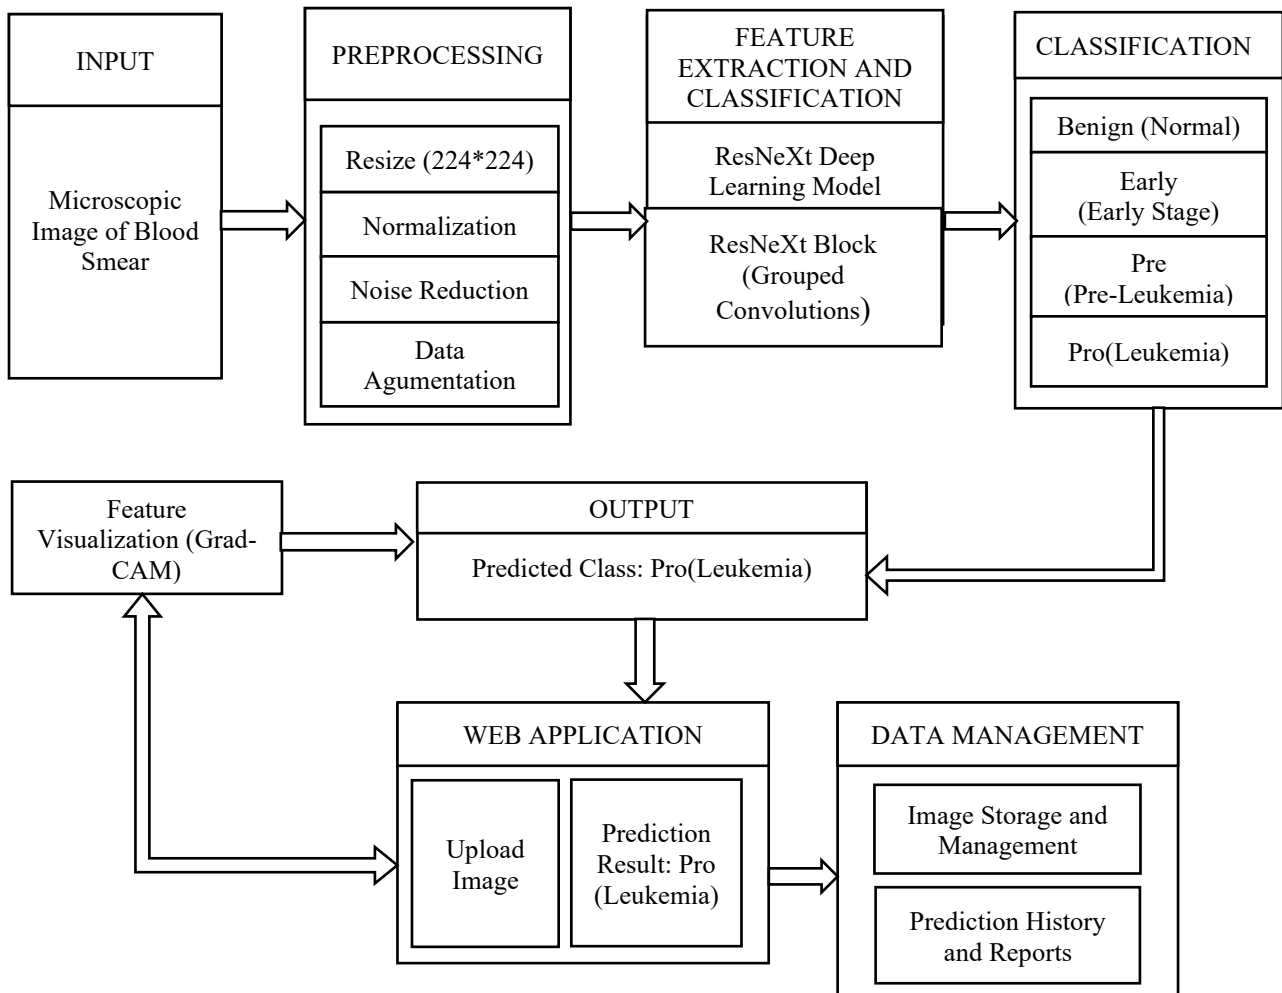 INPUT
Microscopic
Image of Blood
Smear
PREPROCESSING
Resize (224*224)
Normalization
Noise Reduction
Data
Agumentation
FEATURE
EXTRACTION AND
CLASSIFICATION
ResNeXt Deep
Learning Model
ResNeXt Block
(Grouped
Convolutions)
CLASSIFICATION
Benign (Normal)
Early
(Early Stage)
Pre
(Pre-Leukemia)
Pro(Leukemia)
Feature
Visualization (Grad-
CAM)
OUTPUT
Predicted Class: Pro(Leukemia)
WEB APPLICATION
Upload
Image
Prediction
Result: Pro
(Leukemia)
DATA MANAGEMENT
Image Storage and
Management
Prediction History
and Reports